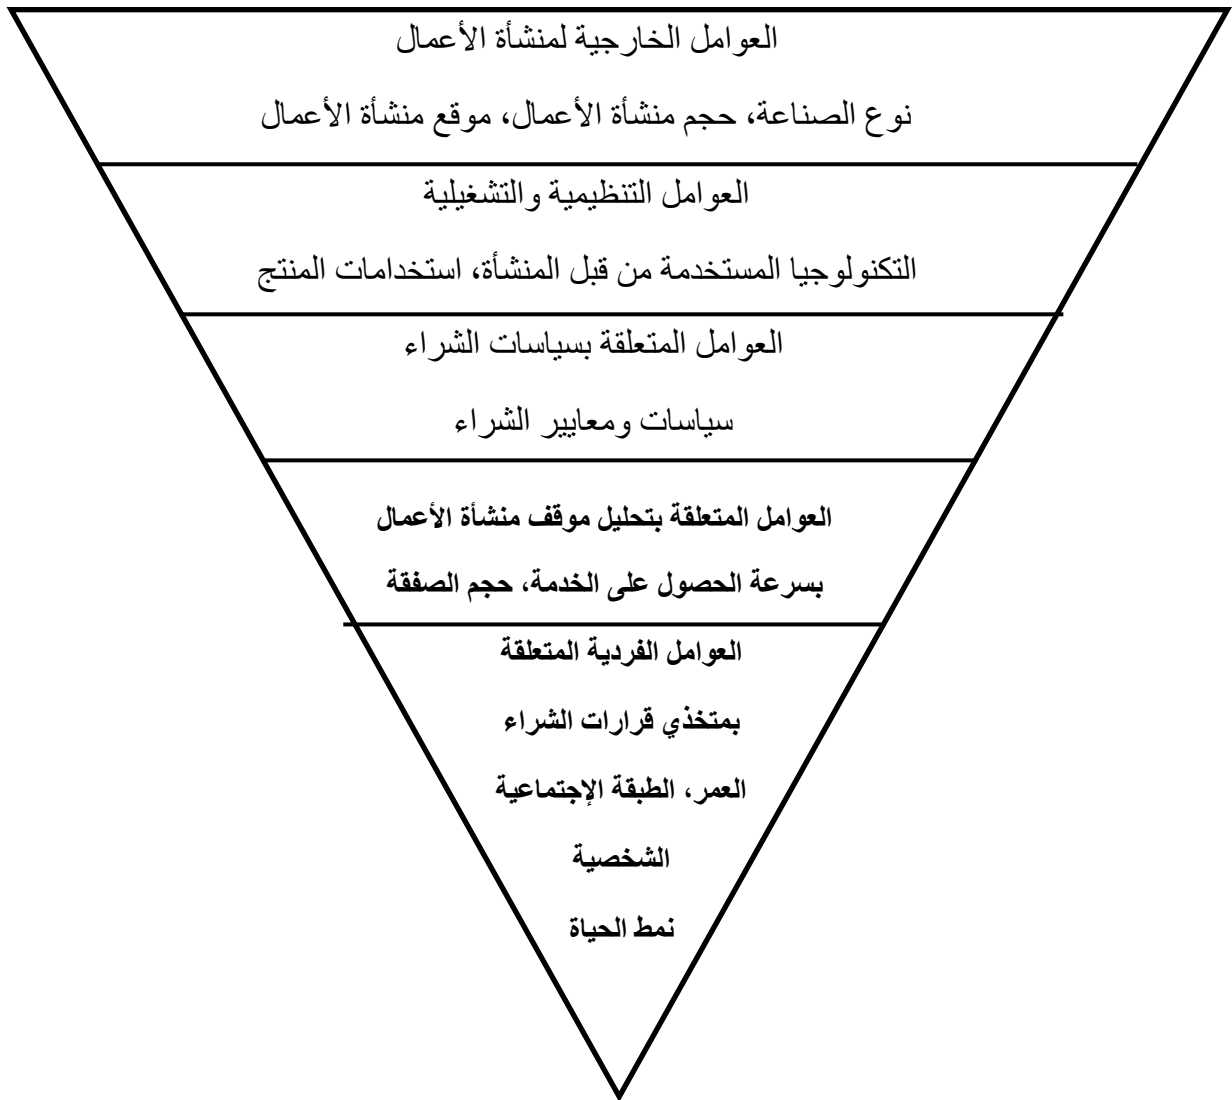 العوامل الخارجية لمنشأة الأعمال
نوع الصناعة، حجم منشأة الأعمال، موقع منشأة الأعمال
العوامل التنظيمية والتشغيلية
التكنولوجيا المستخدمة من قبل المنشأة، استخدامات المنتج
العوامل المتعلقة بسياسات الشراء
سياسات ومعايير الشراء
العوامل المتعلقة بتحليل موقف منشأة الأعمال
بسرعة الحصول على الخدمة، حجم الصفقة
العوامل الفردية المتعلقة
بمتخذي قرارات الشراء
العمر، الطبقة الإجتماعية
الشخصية
نمط الحياة